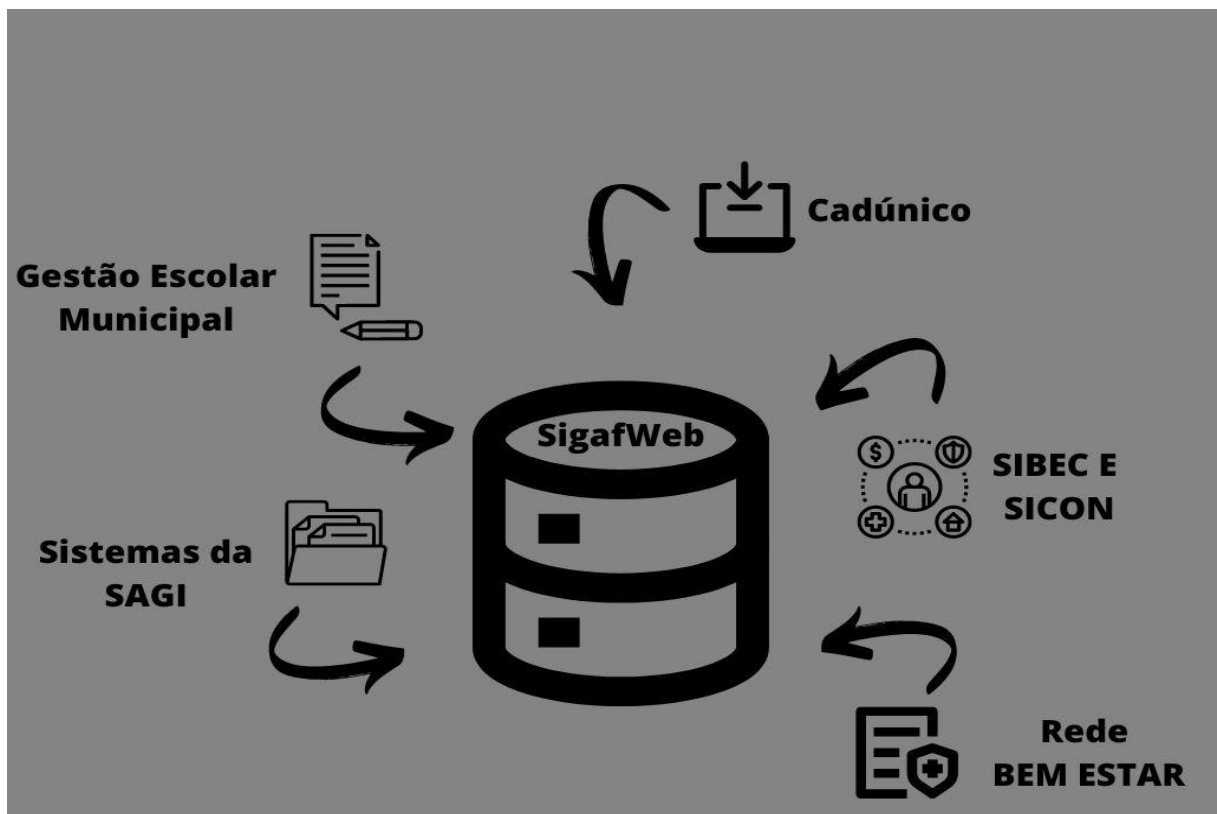 Cadúnico
Gestão Escolar
Municipal
SigafWeb
SIBEC E
SICON
Sistemas da
SAGI
Rede
BEM ESTAR